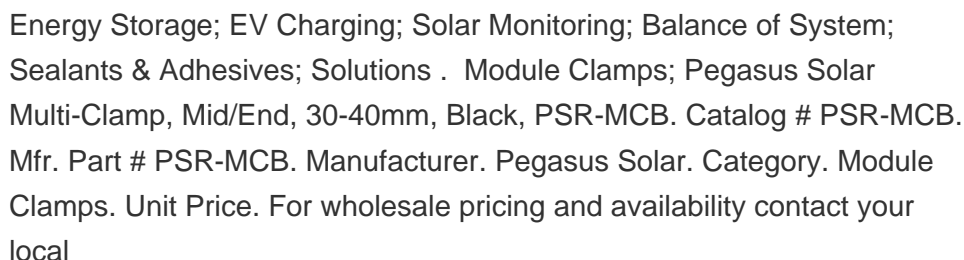 Energy Storage; EV Charging; Solar Monitoring; Balance of System;
Sealants & Adhesives; Solutions .  Module Clamps; Pegasus Solar
Multi-Clamp, Mid/End, 30-40mm, Black, PSR-MCB. Catalog # PSR-MCB.
Mfr. Part # PSR-MCB. Manufacturer. Pegasus Solar. Category. Module
Clamps. Unit Price. For wholesale pricing and availability contact your
local